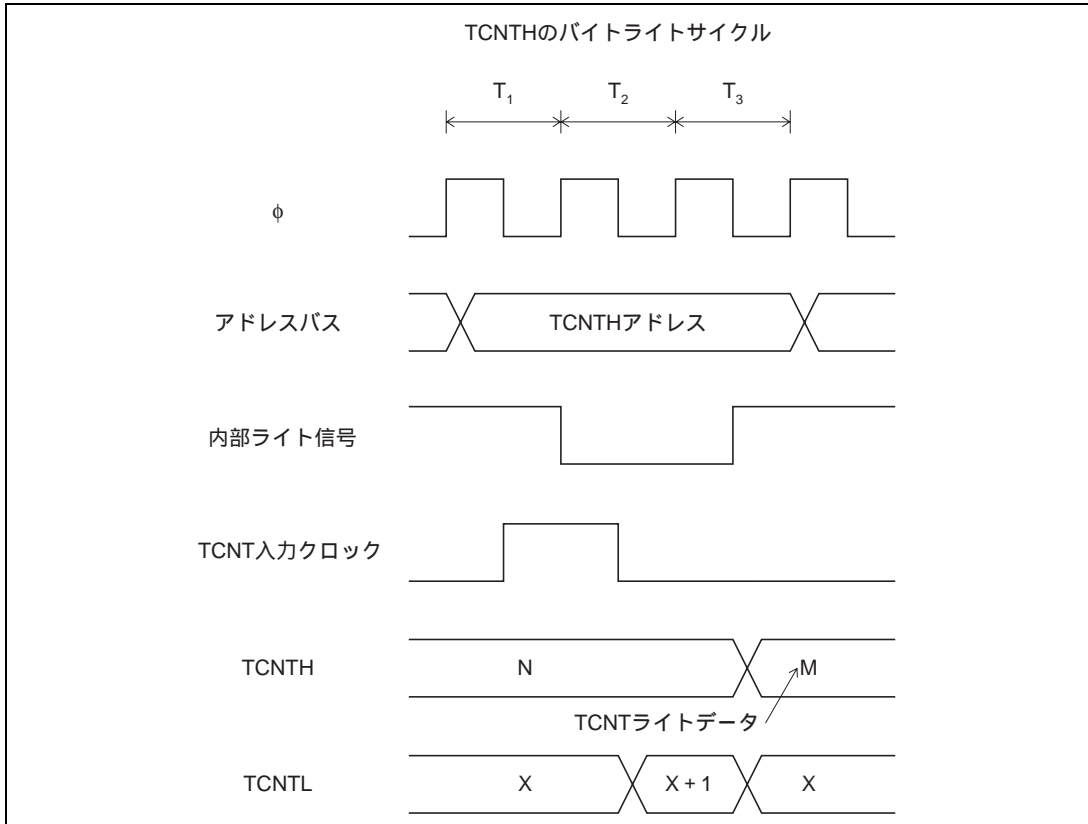 TCNTHのバイトライトサイクル
T1 T2 T3
φ
アドレスバス TCNTHアドレス
内部ライト信号
TCNT入力クロック
TCNTH N M
TCNTライトデータ
TCNTL X X + 1 X